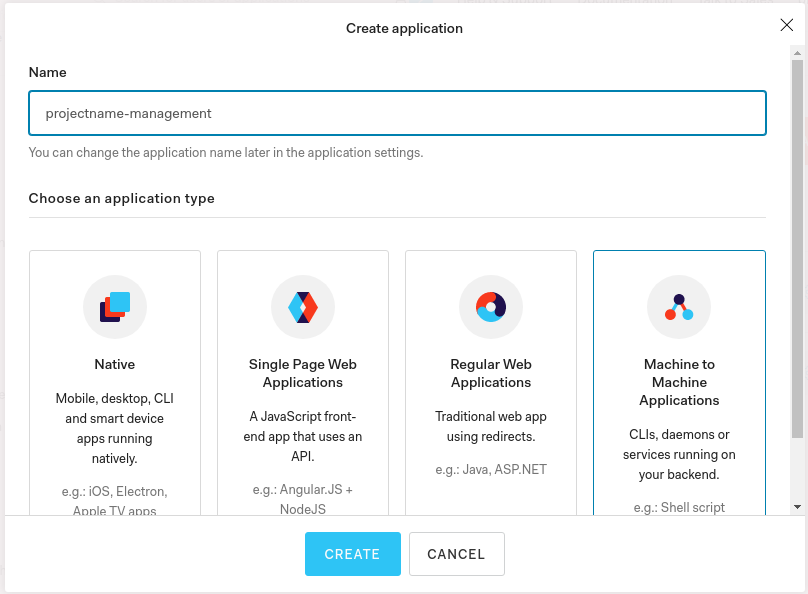 Create application
Name
projectname-management
You can change the application name later in the application settings.
Choose an application type
Native
Mobile, desktop, CLI
and smart device
apps running
natively.
e.g.: iOS, Electron,
Apple TV apps
Single Page Web
Applications
A JavaScript front-
end app that uses an
API.
e.g.: Angular.JS +
NodeJS
Regular Web
Applications
Traditional web app
using redirects.
e.g.: Java, ASP.NET
Machine to
Machine
Applications
CLIs, daemons or
services running on
your backend.
e.g.: Shell script
CREATE
CANCEL